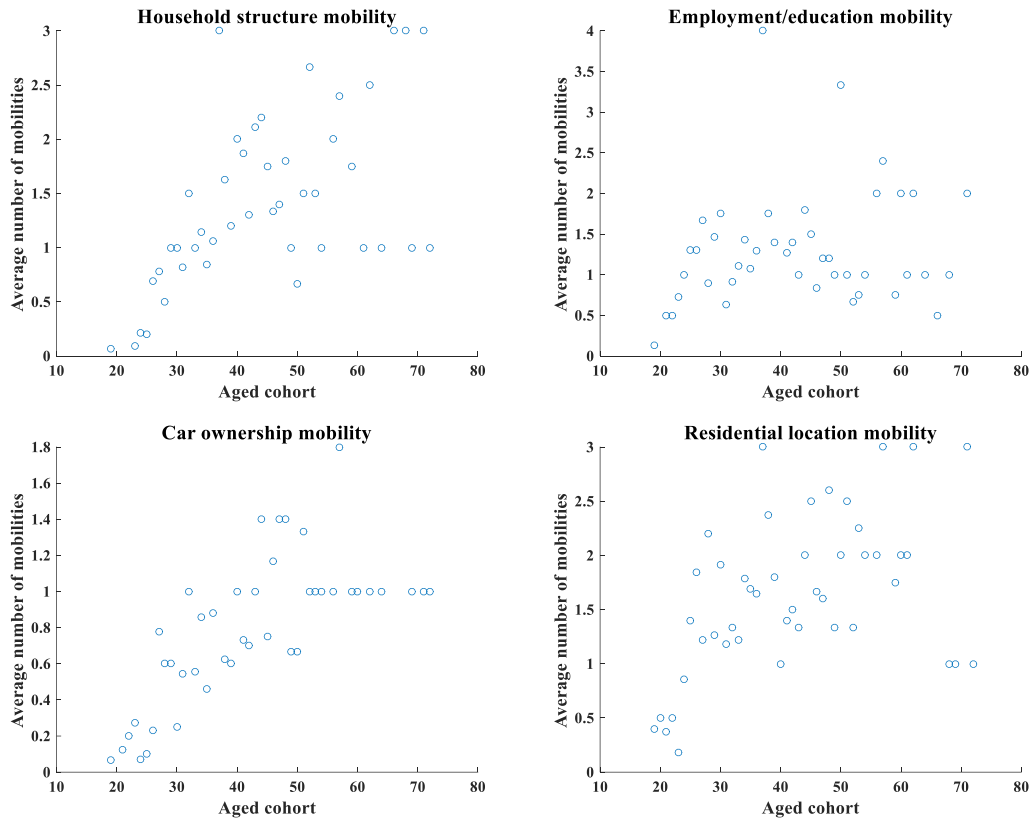 Household structure mobility
3
2.5
2
1.5
1
0.5
0
Average number of mobilities
10 20 30 40 50 60 70 80
Aged cohort
Employment/education mobility
4
3.5
3
2.5
2
1.5
1
0.5
0
Average number of mobilities
10 20 30 40 50 60 70 80
Aged cohort
Car ownership mobility
1.8
1.6
1.4
1.2
1
0.8
0.6
0.4
0.2
0
Average number of mobilities
10 20 30 40 50 60 70 80
Aged cohort
Residential location mobility
3
2.5
2
1.5
1
0.5
0
Average number of mobilities
10 20 30 40 50 60 70 80
Aged cohort